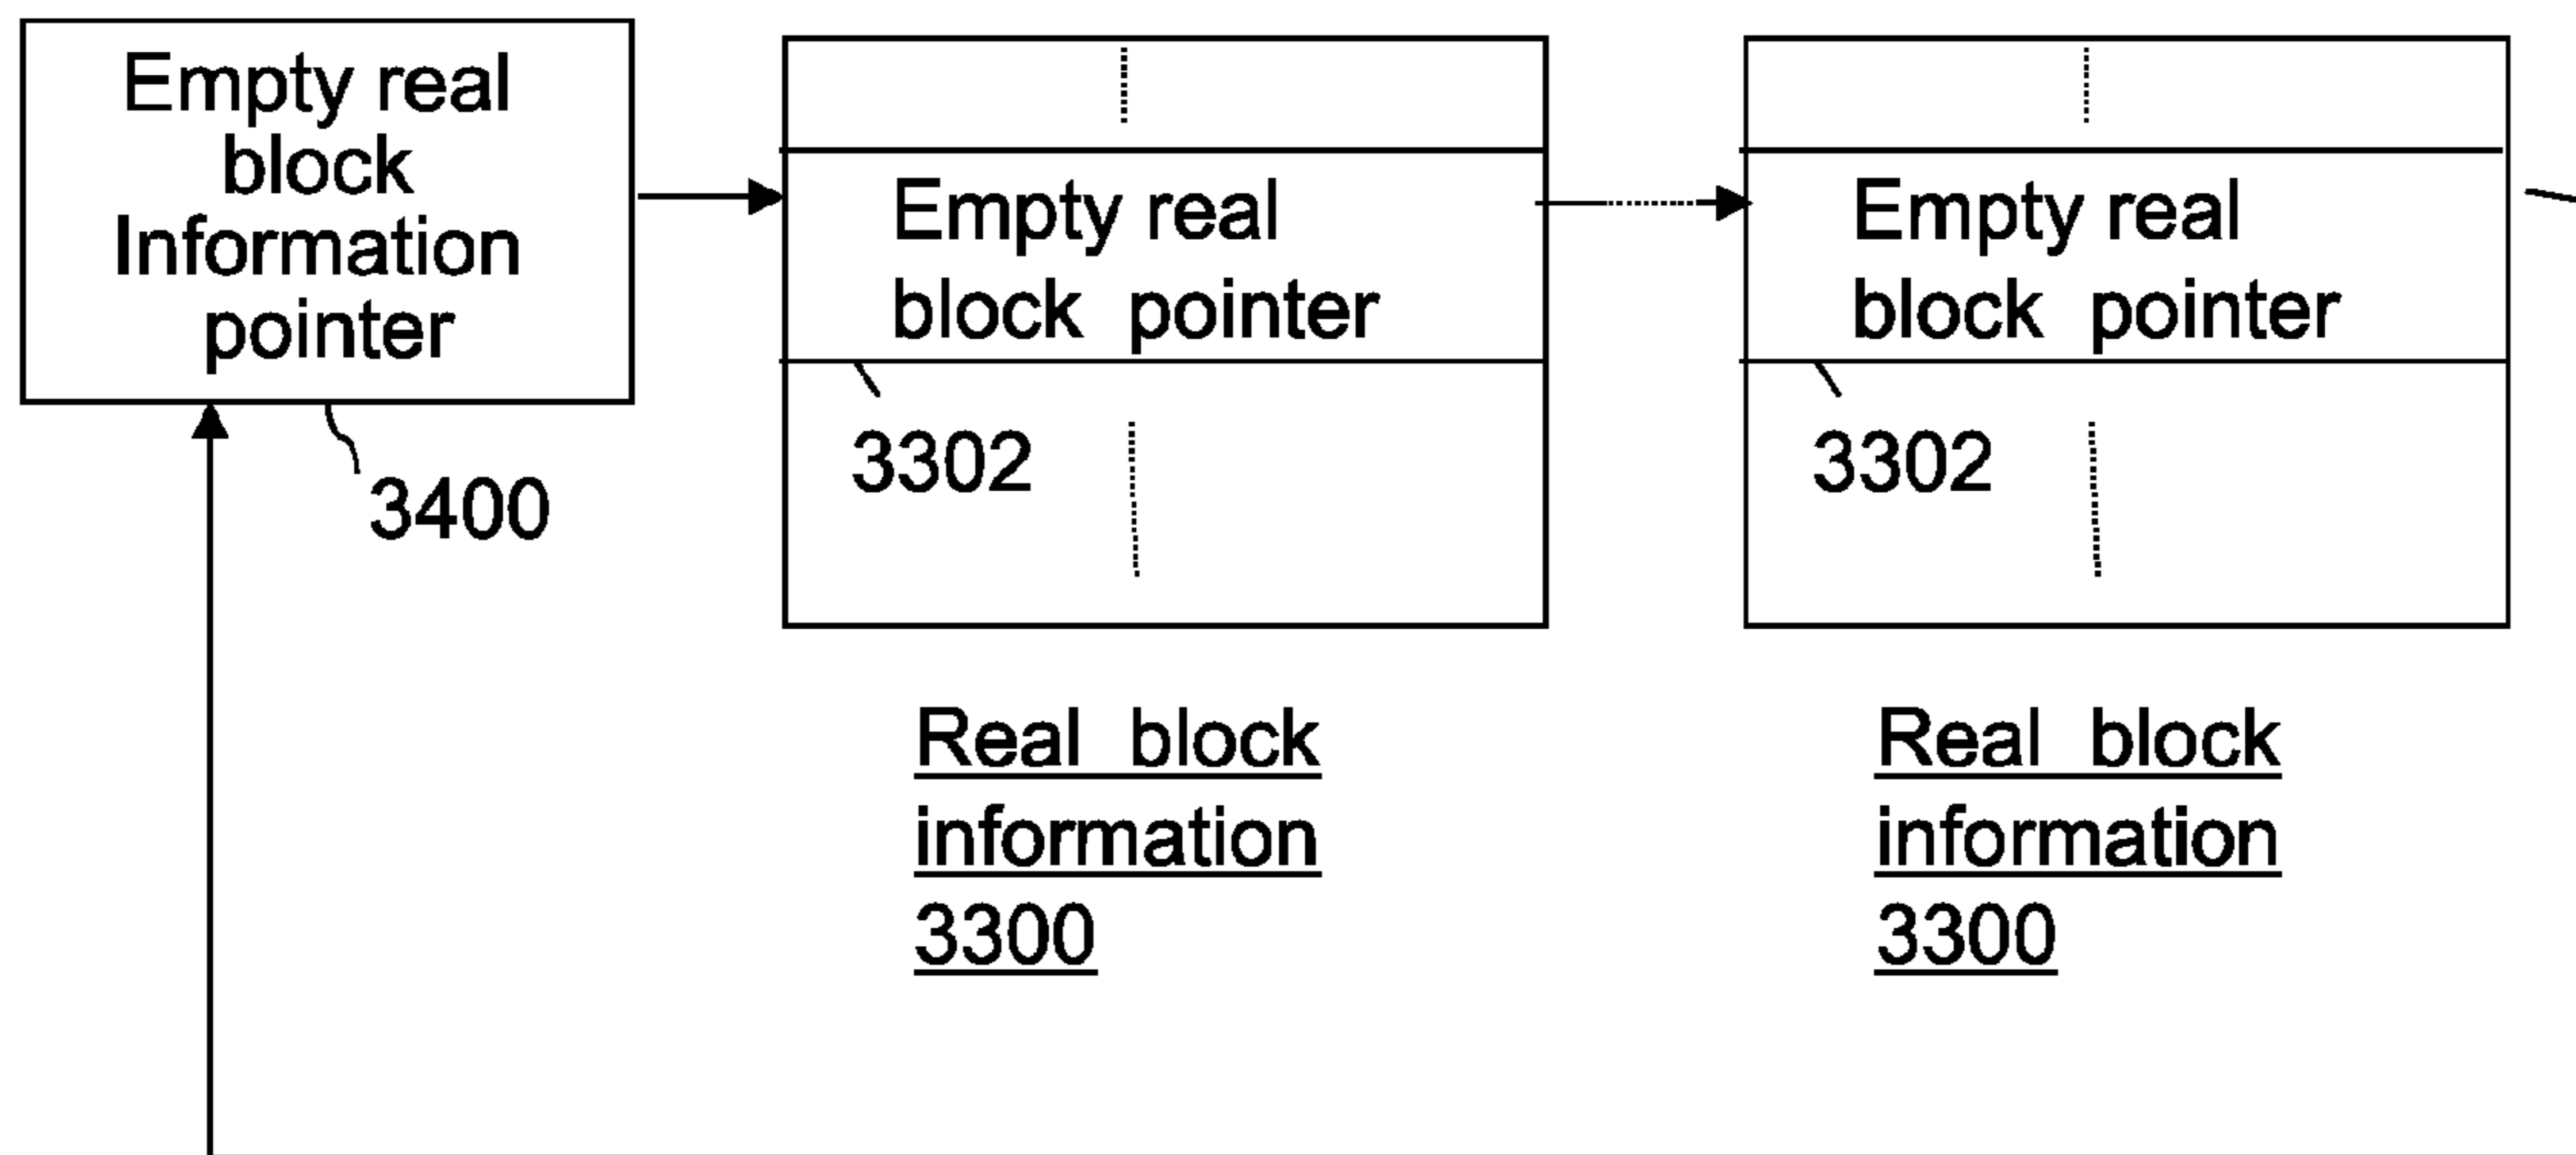 Empty real
block
Information
pointer
3400
Empty real
block pointer
3302
Real block
information
3300
Empty real
block pointer
3302
Real block
information
3300